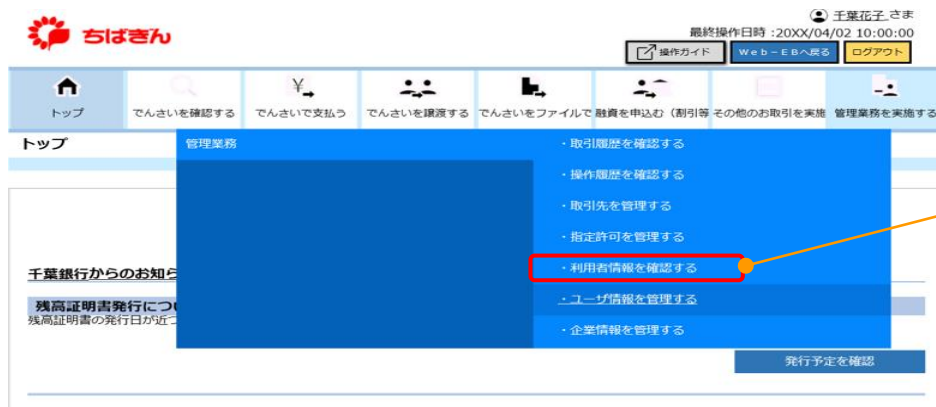 ちばぎん
千葉花子 さま
最終操作日時 :20XX/04/02 10:00:00
操作ガイド
Web-EBへ戻る
ログアウト
トップ
でんさいを確認する
でんさいで支払う
でんさいを譲渡する
でんさいをファイルで
融資を申込む（割引等
その他のお取引を実施
管理業務を実施する
トップ
管理業務
・取引履歴を確認する
・操作履歴を確認する
・取引先を管理する
・指定許可を管理する
・利用者情報を確認する
・ユーザ情報を管理する
・企業情報を管理する
千葉銀行からのお知ら
残高証明書発行につい
残高証明書の発行日が近づ
発行予定を確認